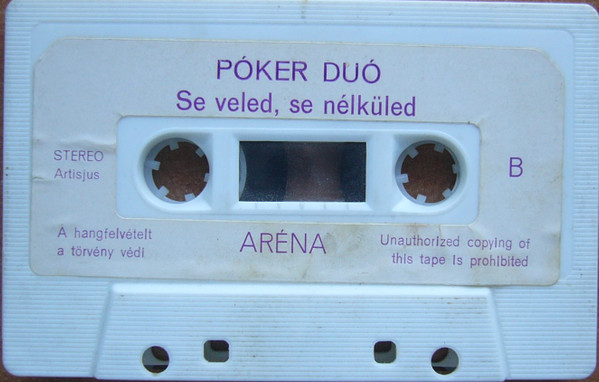 PÓKER DUÓ
Se veled, se nélküled
STEREO
Artisjus
B
A hangfelvételt
a törvény védi
ARÉNA
Unauthorized copying of
this tape is prohibited